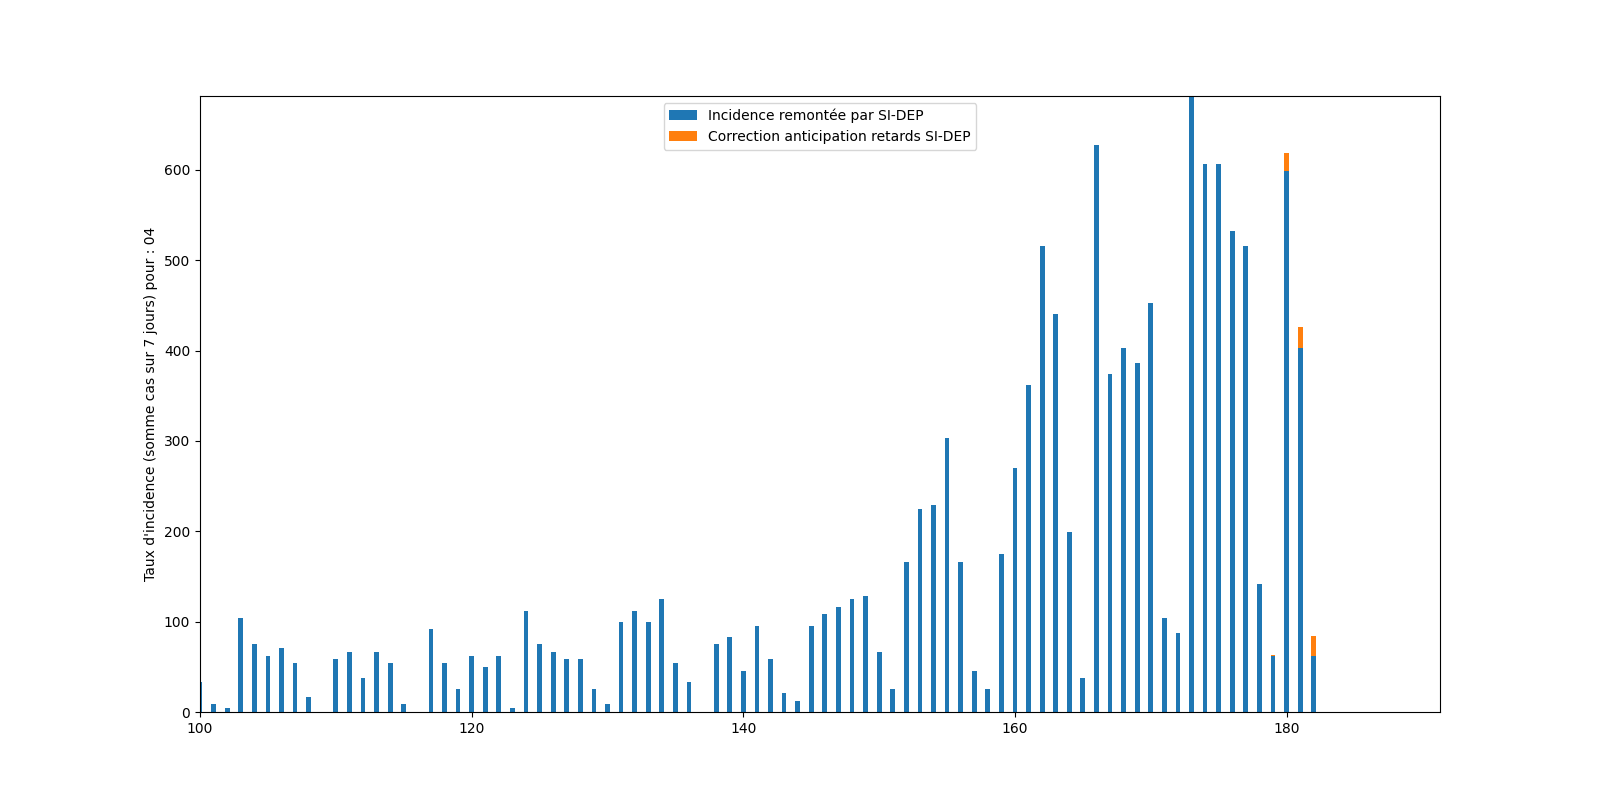 Incidence remontée par SI-DEP
Correction anticipation retards SI-DEP
Taux d'incidence (somme cas sur 7 jours) pour : 04
600
500
400
300
200
100
0
100 120 140 160 180